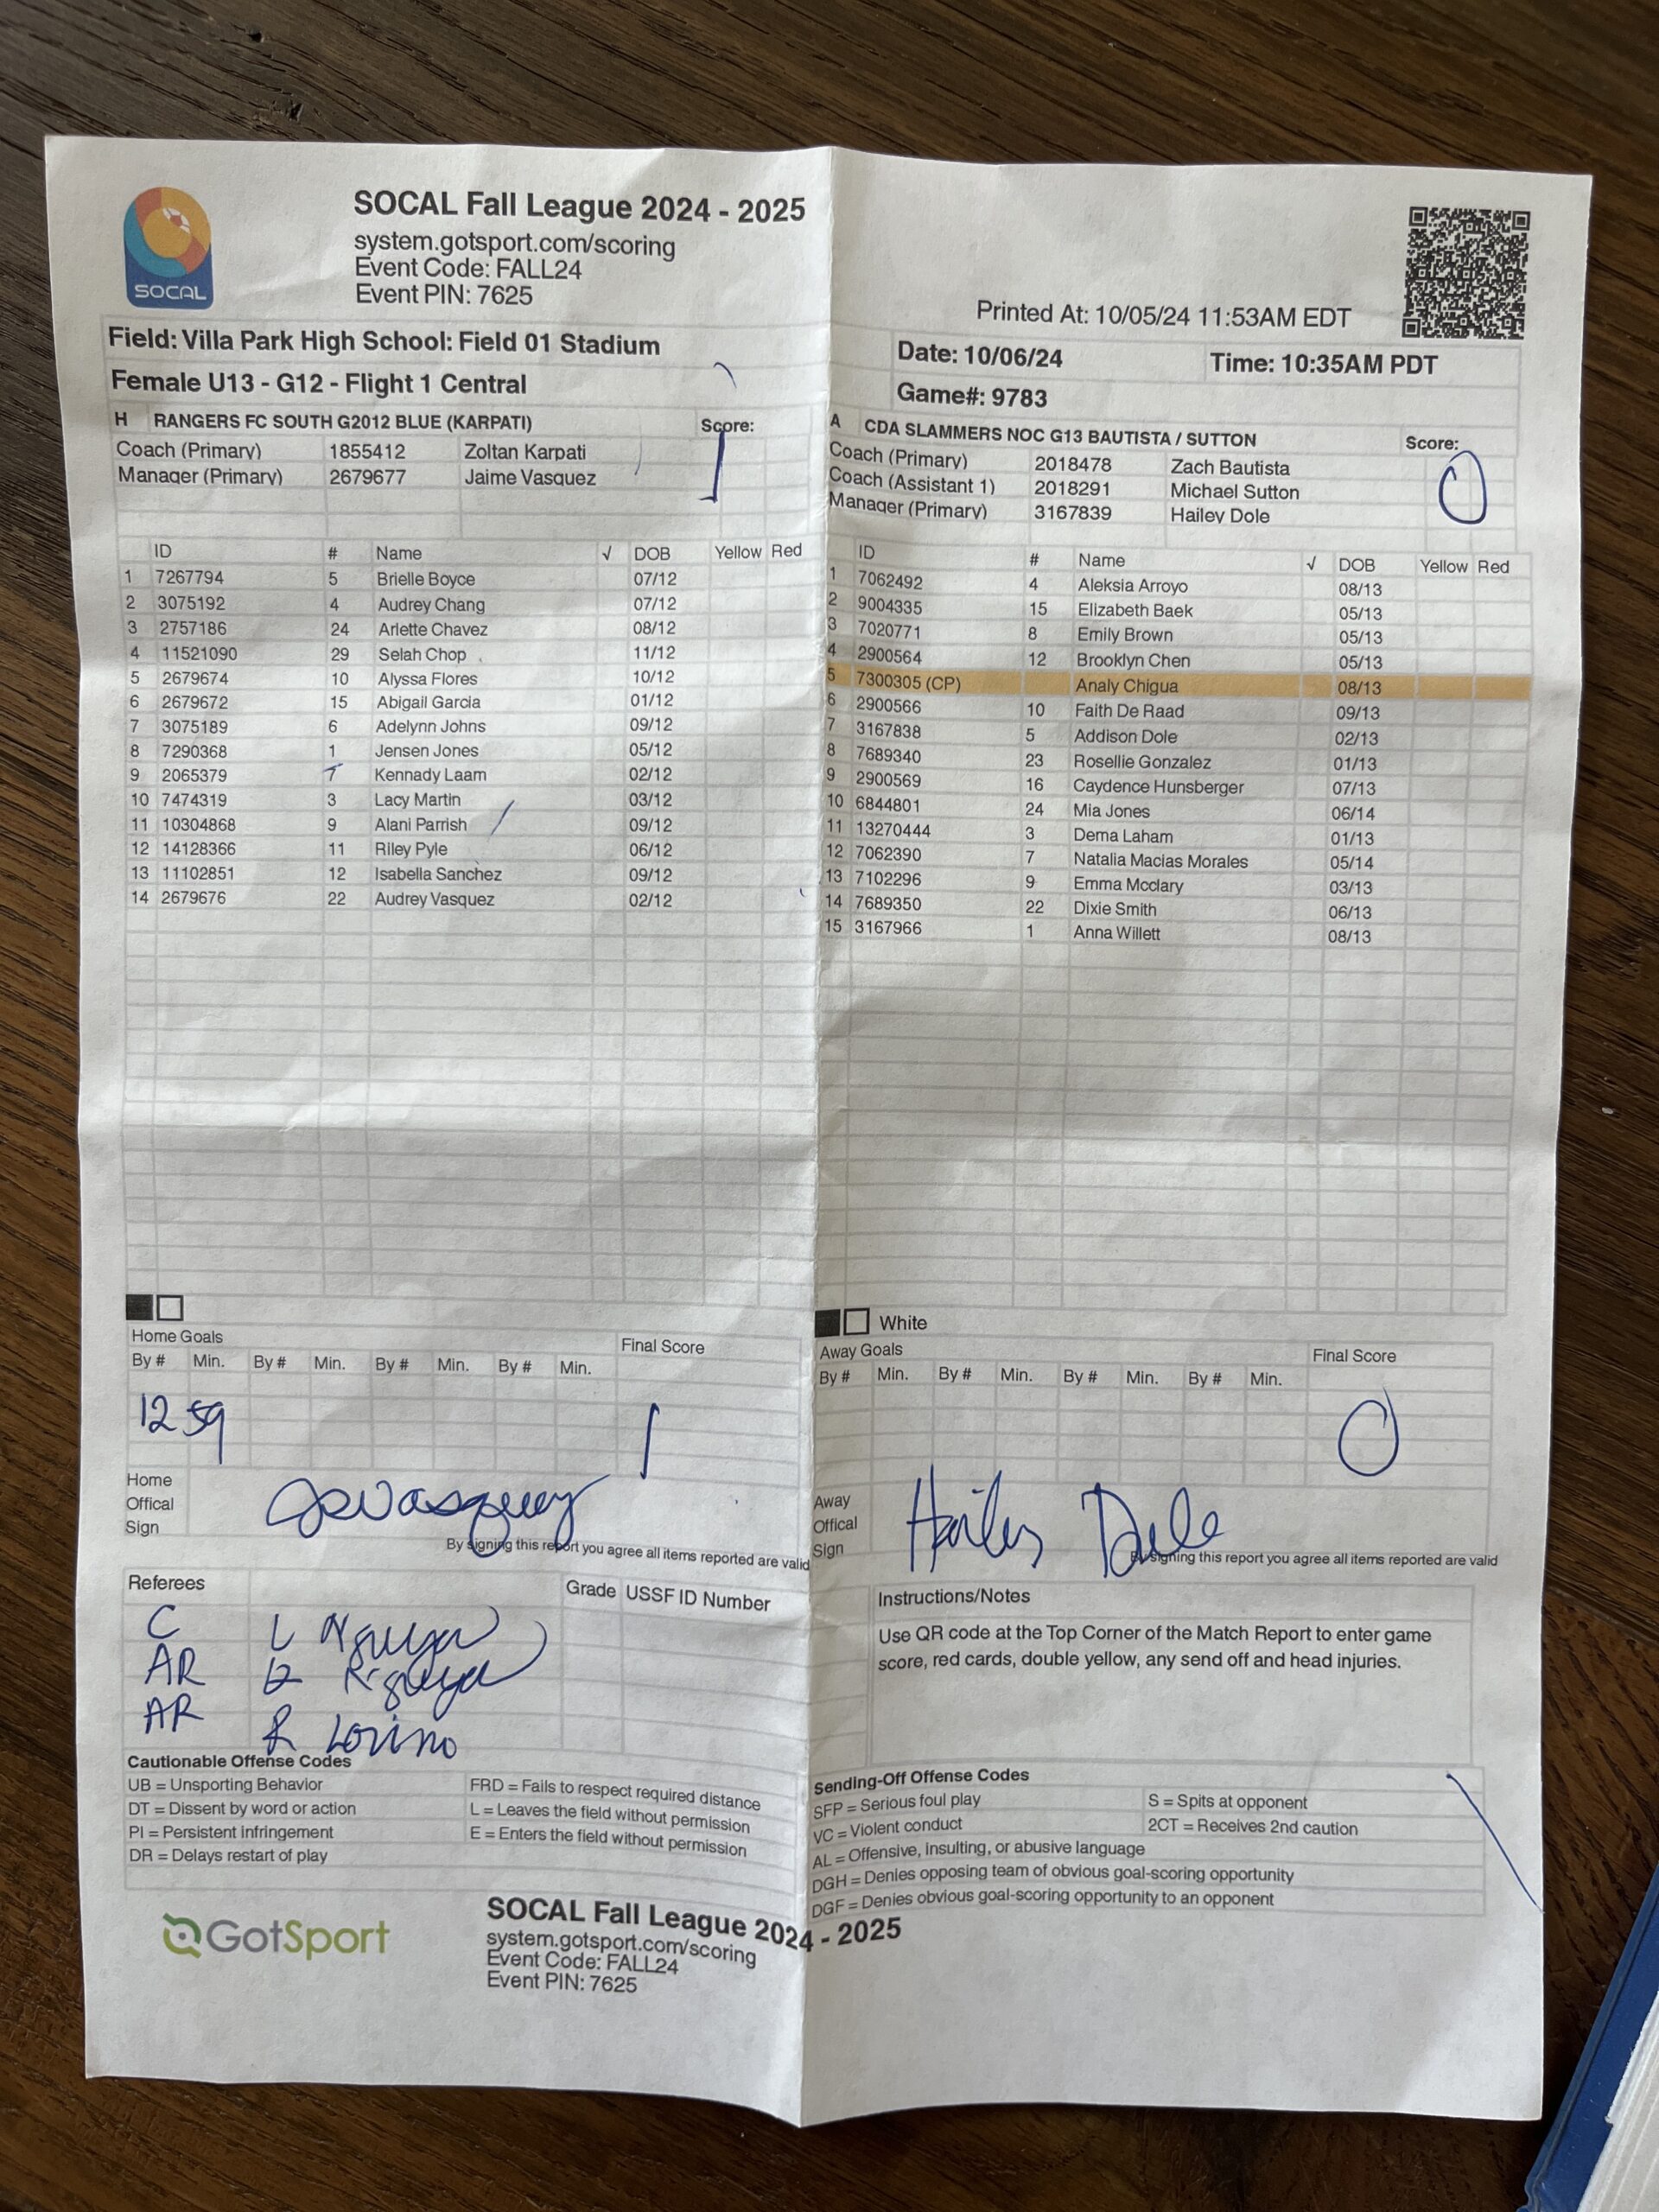 SOCAL
SOCAL Fall League 2024 - 2025
system.gotsport.com/scoring
Event Code: FALL24
Event PIN: 7625
Printed At: 10/05/24 11:53AM EDT
Field: Villa Park High School: Field 01 Stadium
Date: 10/06/24 Time: 10:35AM PDT
Female U13 - G12 - Flight 1 Central
Game#: 9783
H RANGERS FC SOUTH G2012 BLUE (KARPATI) Score:
Coach (Primary) 1855412 Zoltan Karpati 1
Manager (Primary) 2679677 Jaime Vasquez
ID # Name √ DOB Yellow Red
1 7267794 5 Brielle Boyce 07/12
2 3075192 4 Audrey Chang 07/12
3 2757186 24 Arlette Chavez 08/12
4 11521090 29 Selah Chop 11/12
5 2679674 10 Alyssa Flores 10/12
6 2679672 15 Abigail Garcia 01/12
7 3075189 6 Adelynn Johns 09/12
8 7290368 1 Jensen Jones 05/12
9 2065379 7 Kennady Laam 02/12
10 7474319 3 Lacy Martin 03/12
11 10304868 9 Alani Parrish 09/12
12 14128366 11 Riley Pyle 06/12
13 11102851 12 Isabella Sanchez 09/12
14 2679676 22 Audrey Vasquez 02/12
A CDA SLAMMERS NOC G13 BAUTISTA / SUTTON Score:
Coach (Primary) 2018478 Zach Bautista 0
Coach (Assistant 1) 2018291 Michael Sutton
Manager (Primary) 3167839 Hailey Dole
ID # Name √ DOB Yellow Red
1 7062492 4 Aleksia Arroyo 08/13
2 9004335 15 Elizabeth Baek 05/13
3 7020771 8 Emily Brown 05/13
4 2900564 12 Brooklyn Chen 05/13
5 7300305 (CP) Analy Chigua 08/13
6 2900566 10 Faith De Raad 09/13
7 3167838 5 Addison Dole 02/13
8 7689340 23 Rosellie Gonzalez 01/13
9 2900569 16 Caydence Hunsberger 07/13
10 6844801 24 Mia Jones 06/14
11 13270444 3 Dema Laham 01/13
12 7062390 7 Natalia Macias Morales 05/14
13 7102296 9 Emma Mcclary 03/13
14 7689350 22 Dixie Smith 06/13
15 3167966 1 Anna Willett 08/13
Home Goals Final Score
By # Min. By # Min. By # Min. By # Min.
12 59 1
Home
Offical
Sign
By signing this report you agree all items reported are valid
White
Away Goals Final Score
By # Min. By # Min. By # Min. By # Min.
0
Away
Offical
Sign
Hailey Dole
By signing this report you agree all items reported are valid
Referees Grade USSF ID Number
C L Nguyen
AR Nguyen
AR R Lorino
Instructions/Notes
Use QR code at the Top Corner of the Match Report to enter game
score, red cards, double yellow, any send off and head injuries.
Cautionable Offense Codes
UB = Unsporting Behavior FRD = Fails to respect required distance
DT = Dissent by word or action L = Leaves the field without permission
PI = Persistent infringement E = Enters the field without permission
DR = Delays restart of play
Sending-Off Offense Codes
SFP = Serious foul play S = Spits at opponent
VC = Violent conduct 2CT = Receives 2nd caution
AL = Offensive, insulting, or abusive language
DGH = Denies opposing team of obvious goal-scoring opportunity
DGF = Denies obvious goal-scoring opportunity to an opponent
GotSport
SOCAL Fall League 2024 - 2025
system.gotsport.com/scoring
Event Code: FALL24
Event PIN: 7625